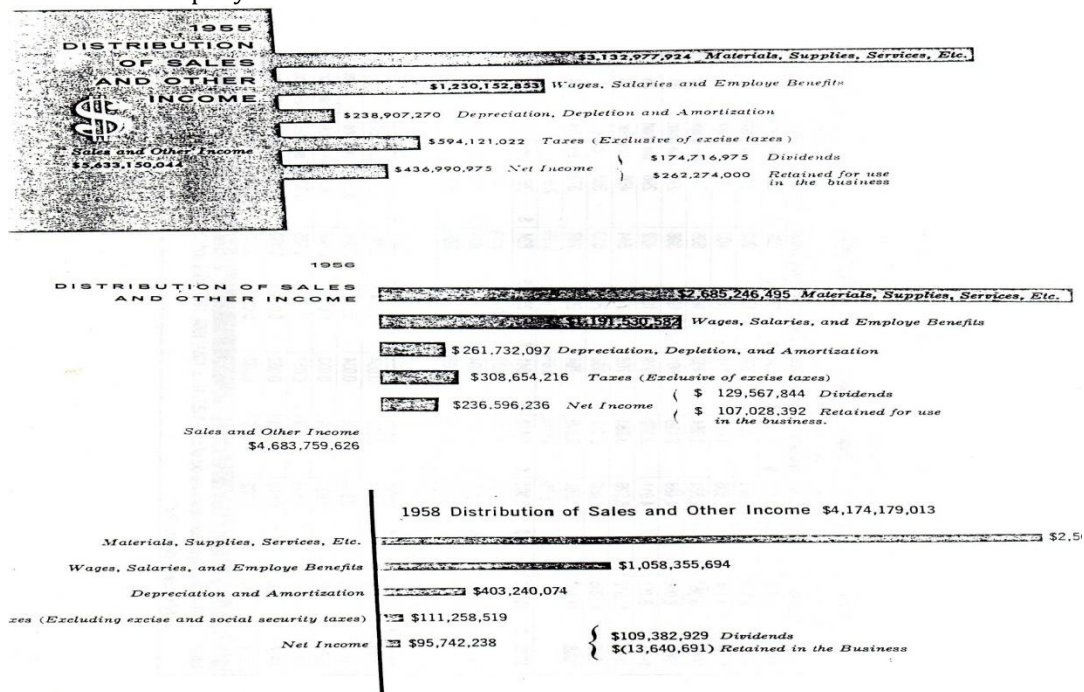 1955
DISTRIBUTION
OF SALES
AND OTHER
INCOME
$
Sales and Other Income
$5,633,150,044
$3,132,977,924 Materials, Supplies, Services, Etc.
$1,230,152,853 Wages, Salaries and Employe Benefits
$238,907,270 Depreciation, Depletion and Amortization
$594,121,022 Taxes (Exclusive of excise taxes)
$436,990,975 Net Income
$174,716,975 Dividends
$262,274,000 Retained for use
in the business
1956
DISTRIBUTION OF SALES
AND OTHER INCOME
$2,685,246,495 Materials, Supplies, Services, Etc.
$1,191,530,582 Wages, Salaries, and Employe Benefits
$261,732,097 Depreciation, Depletion, and Amortization
$308,654,216 Taxes (Exclusive of excise taxes)
$236,596,236 Net Income
$ 129,567,844 Dividends
$ 107,028,392 Retained for use
in the business.
Sales and Other Income
$4,683,759,626
1958 Distribution of Sales and Other Income $4,174,179,013
Materials, Supplies, Services, Etc. $2,5
Wages, Salaries, and Employe Benefits $1,058,355,694
Depreciation and Amortization $403,240,074
xes (Excluding excise and social security taxes) $111,258,519
Net Income $95,742,238
$109,382,929 Dividends
$(13,640,691) Retained in the Business